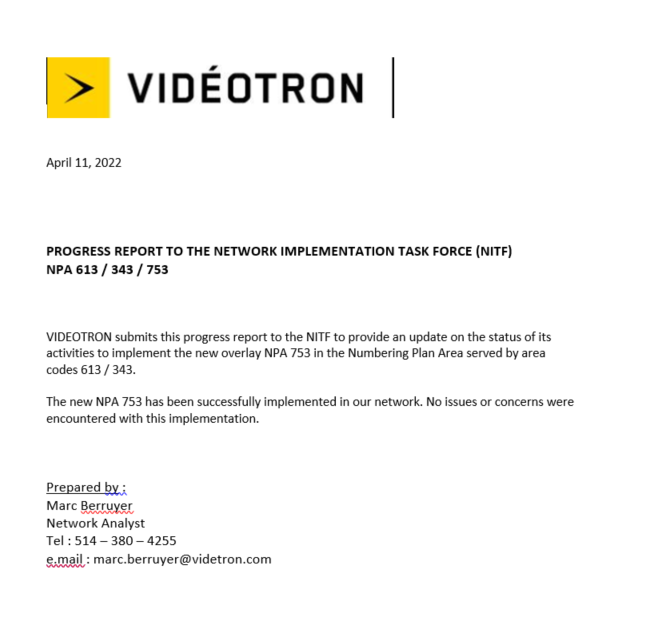 VIDÉOTRON
April 11, 2022
PROGRESS REPORT TO THE NETWORK IMPLEMENTATION TASK FORCE (NITF)
NPA 613 / 343 / 753
VIDEOTRON submits this progress report to the NITF to provide an update on the status of its
activities to implement the new overlay NPA 753 in the Numbering Plan Area served by area
codes 613 / 343.
The new NPA 753 has been successfully implemented in our network. No issues or concerns were
encountered with this implementation.
Prepared by :
Marc Berruyer
Network Analyst
Tel : 514 – 380 – 4255
e.mail : marc.berruyer@videtron.com